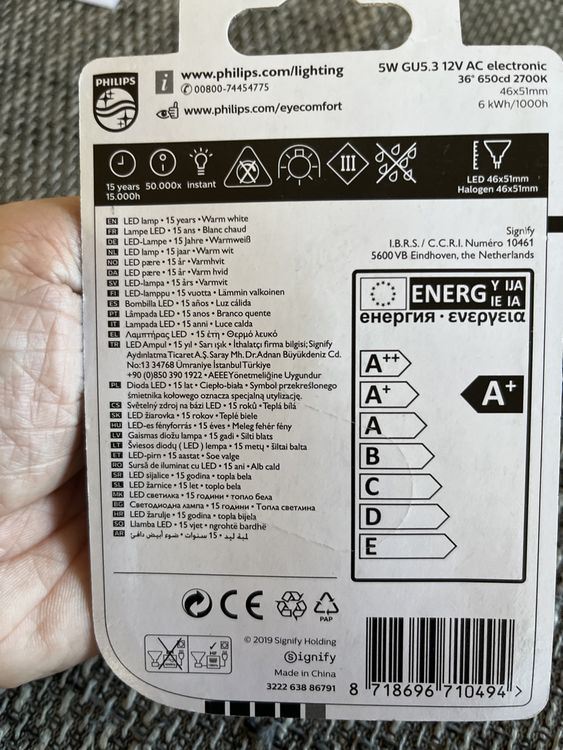 PHILIPS
i www.philips.com/lighting
00800-74454775
www.philips.com/eyecomfort
5W GU5.3 12V AC electronic
36° 650cd 2700K
46x51mm
6 kWh/1000h
15 years
15.000h
50.000x
instant
III
LED 46x51mm
Halogen 46x51mm
EN LED lamp • 15 years • Warm white
FR Lampe LED • 15 ans • Blanc chaud
DE LED-Lampe • 15 Jahre • Warmweiß
NL LED lamp • 15 jaar • Warm wit
NO LED pære • 15 år • Varmhvit
DA LED pære • 15 år • Varm hvid
SV LED-lampa • 15 års • Varmvit
FI LED-lamppu • 15 vuotta • Lämmin valkoinen
ES Bombilla LED • 15 años • Luz cálida
PT Lâmpada LED • 15 anos • Branco quente
IT Lampada LED • 15 anni • Luce calda
EL Λαμπτήρας LED • 15 έτη • Θερμό λευκό
TR LED Ampul • 15 yıl • Sarı ışık • İthalatçı firma bilgisi; Signify
Aydınlatma Ticaret A.Ş. Saray Mh. Dr. Adnan Büyükdeniz Cd.
No:13 34768 Ümraniye İstanbul Türkiye
+90 (0)850 390 1922 • AEEE Yönetmeliğine Uygundur
PL Dioda LED • 15 lat • Ciepło-biała • Symbol przekreślonego
śmietnika kołowego oznacza specjalną utylizację.
CS Světelný zdroj na bázi LED • 15 roků • Teplá bílá
SK LED žiarovka • 15 rokov • Teplé biele
HU LED-es fényforrás • 15 éves • Meleg fehér fény
LV Gaismas diožu lampa • 15 gadi • Silti balts
LT Šviesos diodų ( LED ) lempa • 15 metų • šiltai balta
ET LED-pirn • 15 aastat • Soe valge
RO Sursă de iluminat cu LED • 15 ani • Alb cald
SR LED sijalice • 15 godina • topla bela
SL LED žarnice • 15 let • toplo bela
MK LED светилка • 15 години • топло бела
BG Светодиодна лампа • 15 години • Топла светлина
HR LED žarulje • 15 godina • topla bijela
SQ Llamba LED • 15 vjet • ngrohtë bardhë
AR لمبة ليد • 15 سنوات • ضوء أبيض دافئ
Signify
I.B.R.S. / C.C.R.I. Numéro 10461
5600 VB Eindhoven, the Netherlands
ENERG Y IJA
IE IA
енергия · ενεργεια
A++
A+
A
B
C
D
E
A+
CE
PAP
© 2019 Signify Holding
Signify
Made in China
3222 638 86791
8 718696 710494 >